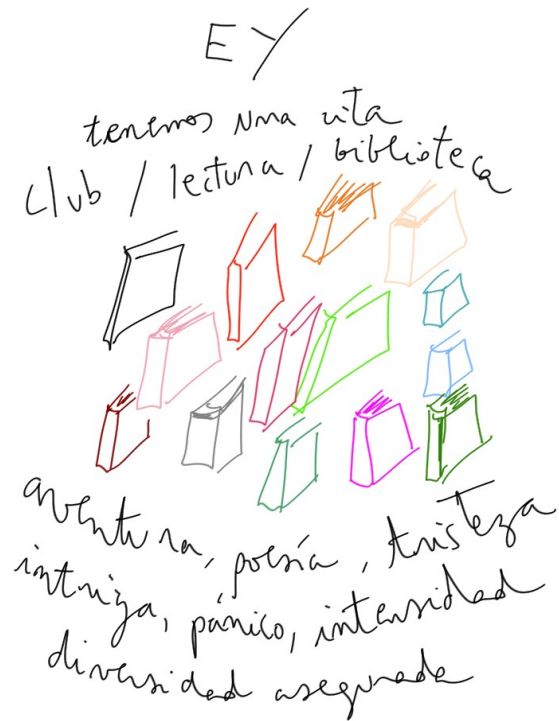 EY
tenemos una cita
club / lectura / biblioteca
aventura, poesía, tristeza
intriga, pánico, intensidad
diversidad asegurada